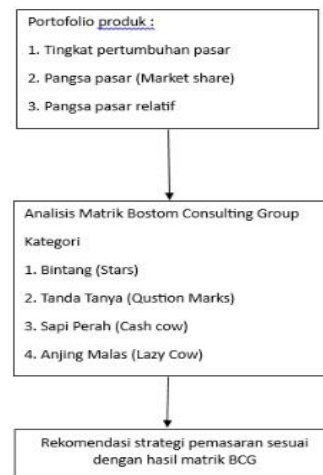 Portofolio produk :
1. Tingkat pertumbuhan pasar
2. Pangsa pasar (Market share)
3. Pangsa pasar relatif
Analisis Matrik Bostom Consulting Group
Kategori
1. Bintang (Stars)
2. Tanda Tanya (Qustion Marks)
3. Sapi Perah (Cash cow)
4. Anjing Malas (Lazy Cow)
Rekomendasi strategi pemasaran sesuai
dengan hasil matrik BCG